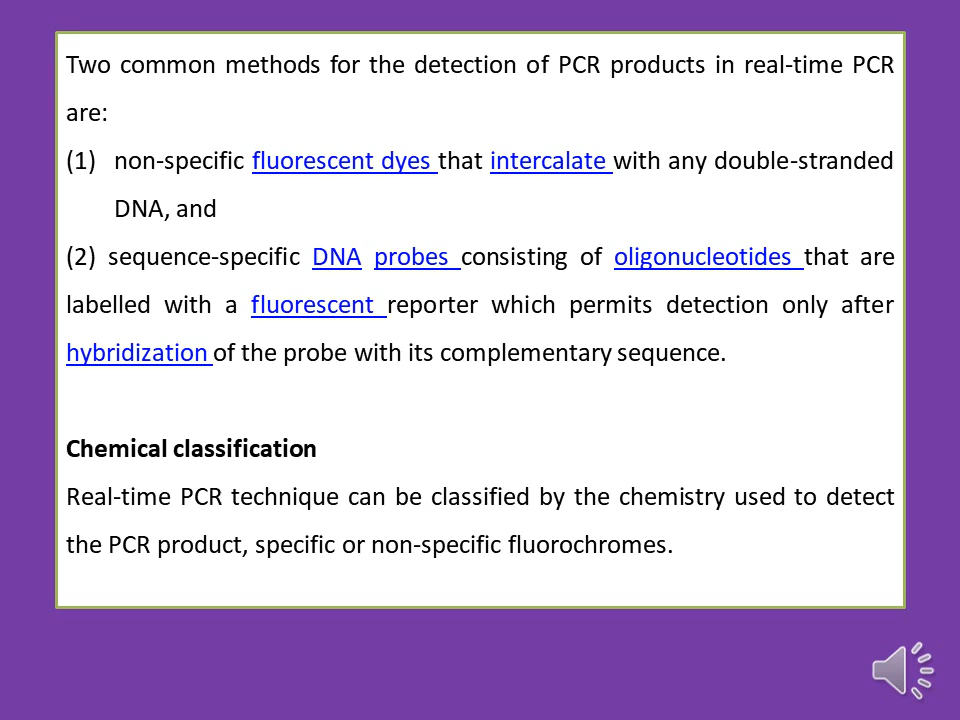 Two common methods for the detection of PCR products in real-time PCR
are:
(1) non-specific fluorescent dyes that intercalate with any double-stranded
DNA, and
(2) sequence-specific DNA probes consisting of oligonucleotides that are
labelled with a fluorescent reporter which permits detection only after
hybridization of the probe with its complementary sequence.
Chemical classification
Real-time PCR technique can be classified by the chemistry used to detect
the PCR product, specific or non-specific fluorochromes.